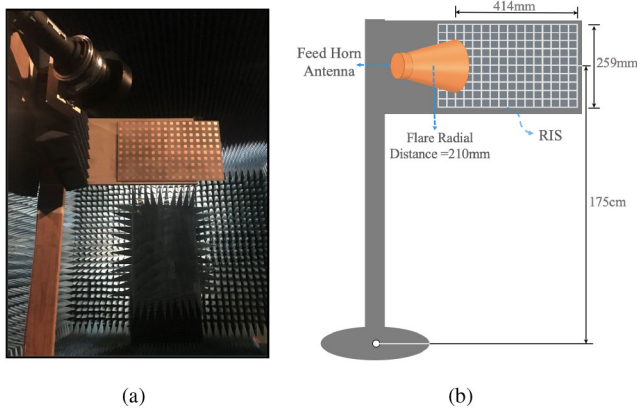 414mm
Feed Horn
Antenna
259mm
Flare Radial
Distance =210mm
RIS
175cm
(a)
(b)